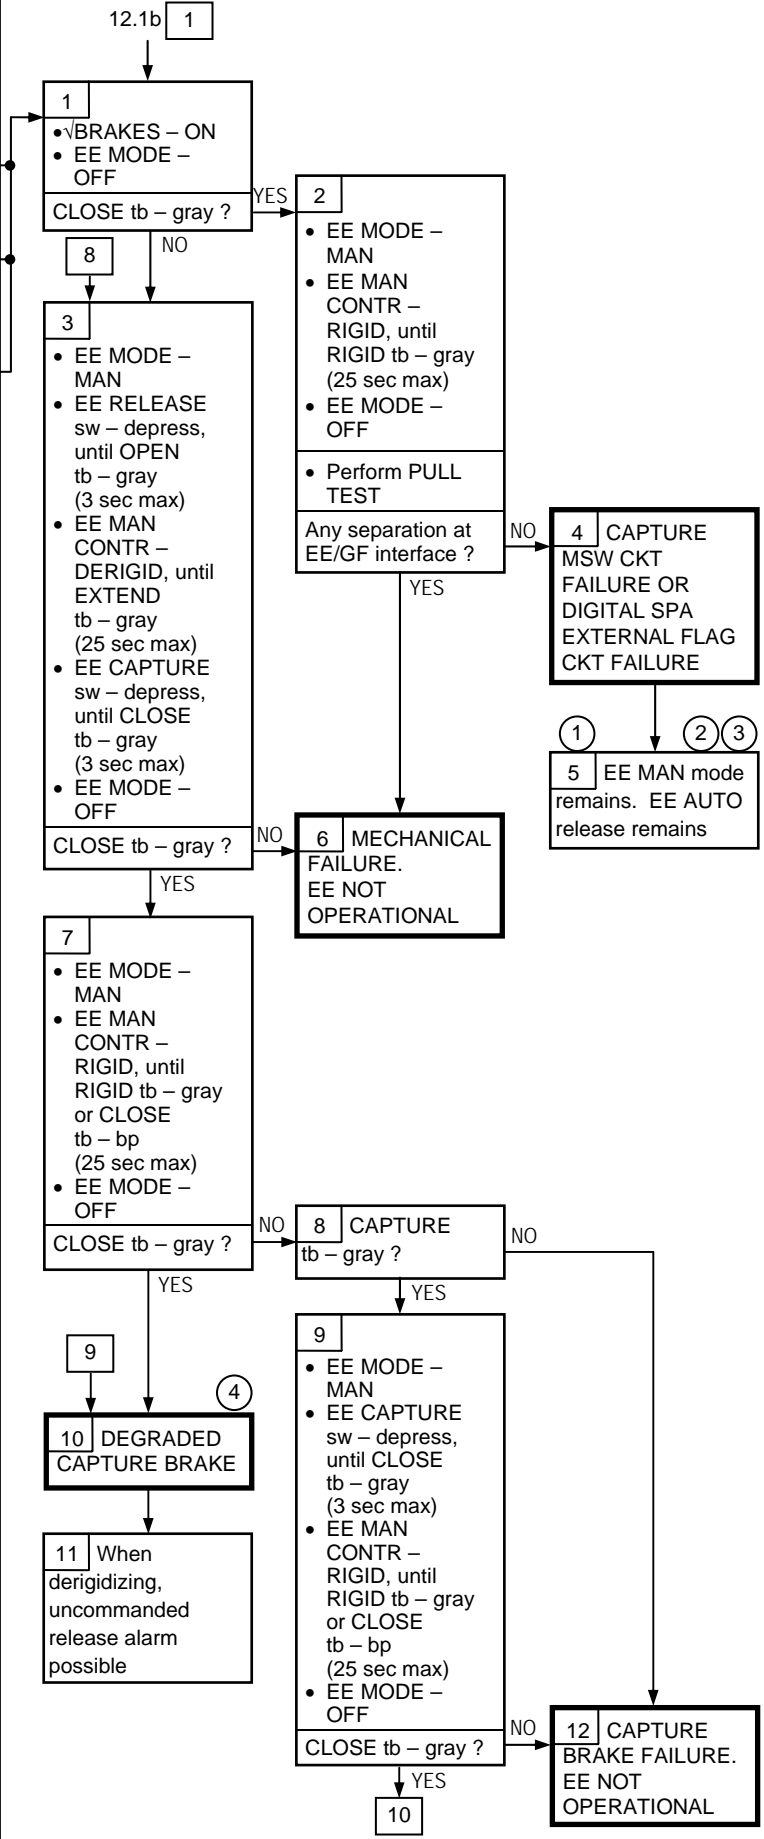 12.1b 1
1
•√BRAKES – ON
• EE MODE –
OFF
CLOSE tb – gray ?
YES
NO
2
• EE MODE –
MAN
• EE MAN
CONTR –
RIGID, until
RIGID tb – gray
(25 sec max)
• EE MODE –
OFF
• Perform PULL
TEST
Any separation at
EE/GF interface ?
NO
YES
8
3
• EE MODE –
MAN
• EE RELEASE
sw – depress,
until OPEN
tb – gray
(3 sec max)
• EE MAN
CONTR –
DERIGID, until
EXTEND
tb – gray
(25 sec max)
• EE CAPTURE
sw – depress,
until CLOSE
tb – gray
(3 sec max)
• EE MODE –
OFF
CLOSE tb – gray ?
NO
YES
4 CAPTURE
MSW CKT
FAILURE OR
DIGITAL SPA
EXTERNAL FLAG
CKT FAILURE
1 2 3
5 EE MAN mode
remains. EE AUTO
release remains
6 MECHANICAL
FAILURE.
EE NOT
OPERATIONAL
7
• EE MODE –
MAN
• EE MAN
CONTR –
RIGID, until
RIGID tb – gray
or CLOSE
tb – bp
(25 sec max)
• EE MODE –
OFF
CLOSE tb – gray ?
NO
YES
8 CAPTURE
tb – gray ?
NO
YES
9
• EE MODE –
MAN
• EE CAPTURE
sw – depress,
until CLOSE
tb – gray
(3 sec max)
• EE MAN
CONTR –
RIGID, until
RIGID tb – gray
or CLOSE
tb – bp
(25 sec max)
• EE MODE –
OFF
CLOSE tb – gray ?
NO
YES
10
9
4
10 DEGRADED
CAPTURE BRAKE
11 When
derigidizing,
uncommanded
release alarm
possible
12 CAPTURE
BRAKE FAILURE.
EE NOT
OPERATIONAL